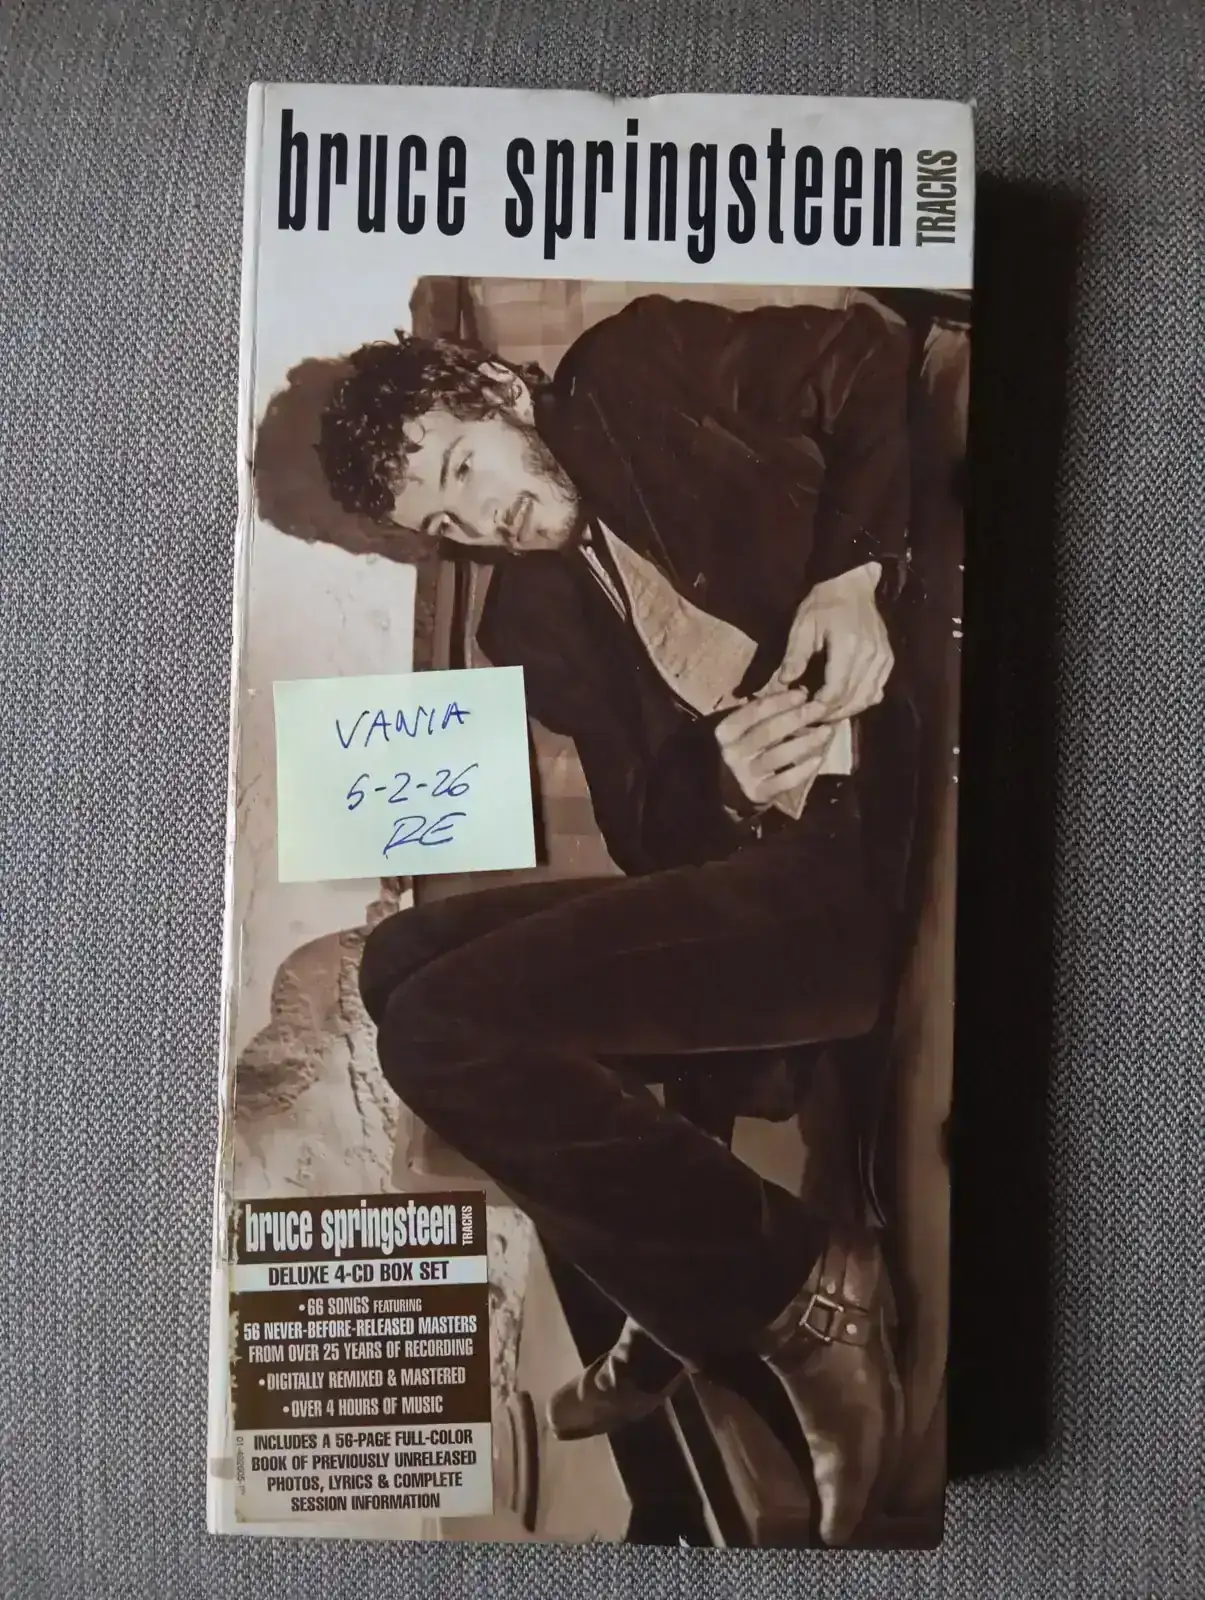 bruce springsteen TRACKS
VANIA
5-2-26
RE
bruce springsteen TRACKS
DELUXE 4-CD BOX SET
•66 SONGS FEATURING
56 NEVER-BEFORE-RELEASED MASTERS
FROM OVER 25 YEARS OF RECORDING
•DIGITALLY REMIXED & MASTERED
•OVER 4 HOURS OF MUSIC
INCLUDES A 56-PAGE FULL-COLOR
BOOK OF PREVIOUSLY UNRELEASED
PHOTOS, LYRICS & COMPLETE
SESSION INFORMATION